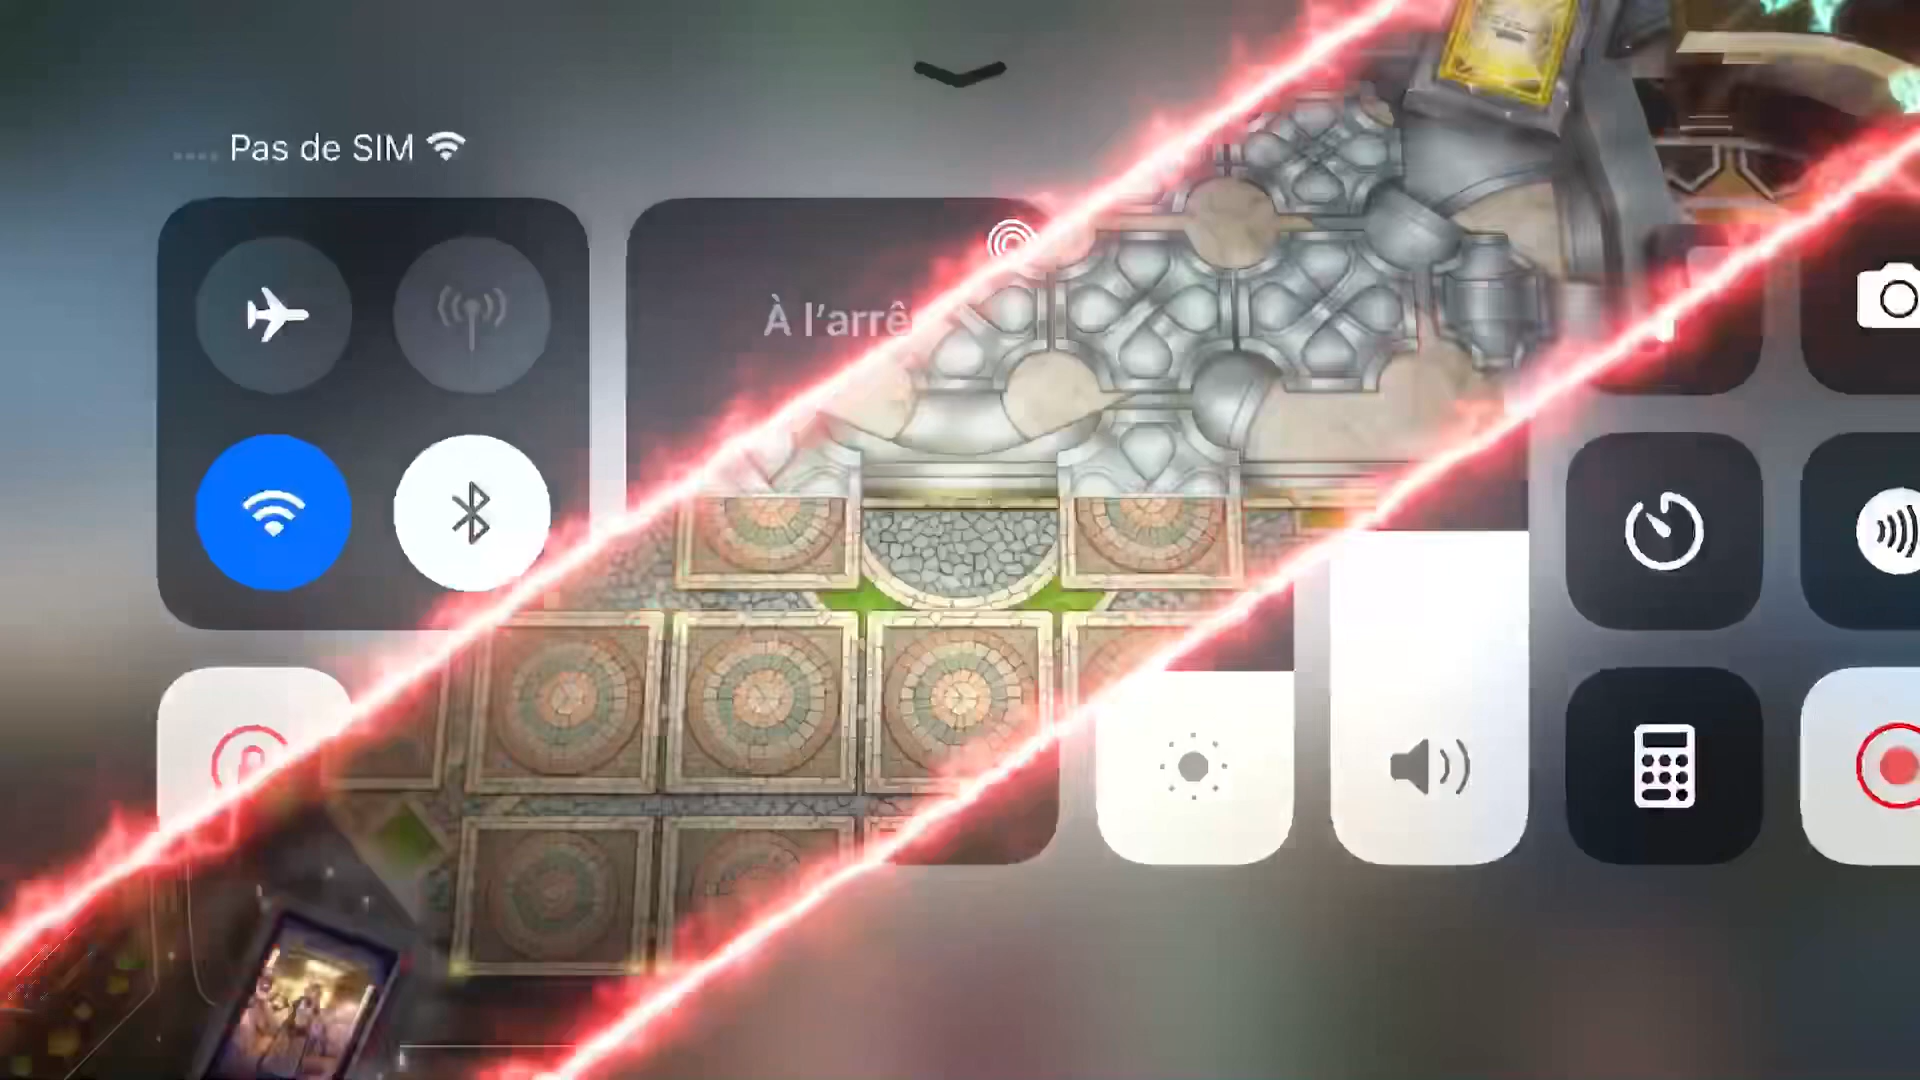 Pas de SIM
À l’arrê